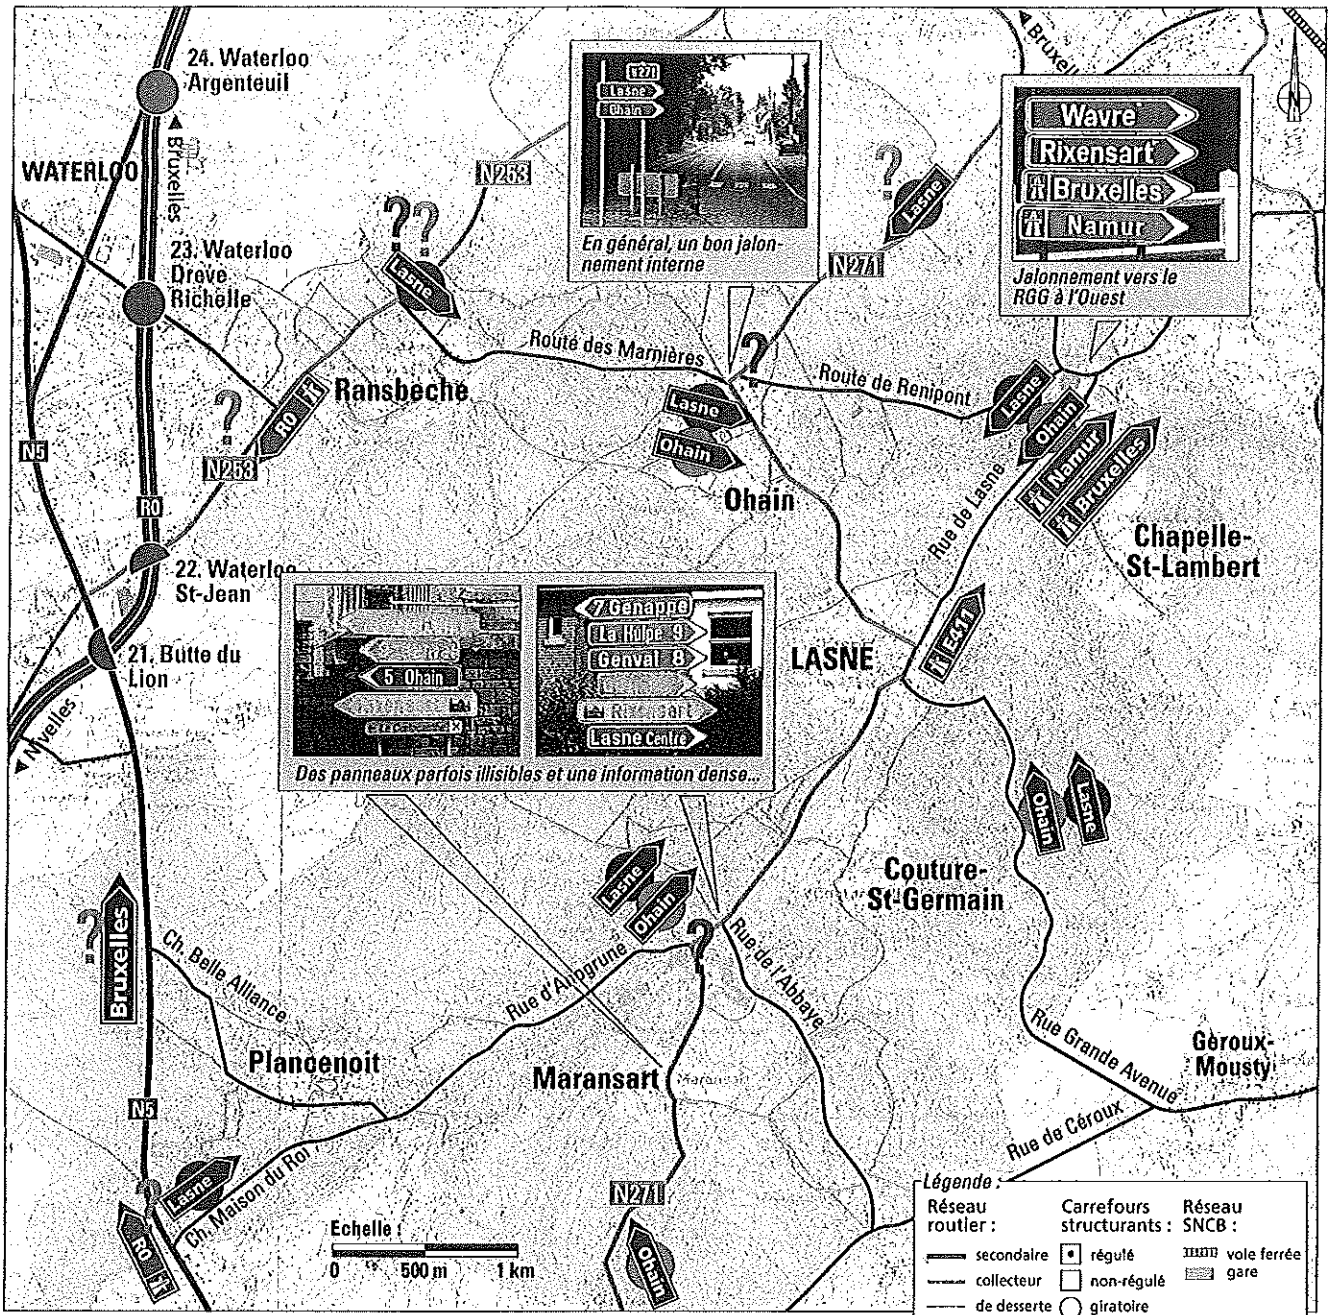 24. Waterloo
Argenteuil
Bruxelles
WATERLOO
23. Waterloo
Drève
Richelle
N5
R0
22. Waterloo
St-Jean
21. Butte du
Lion
Nivelles
N253
?
?
Lasne
N253
?
R0
Ransbèche
N271
Lasne
Ohain
En général, un bon jalon-
nement interne
Bruxelles
?
Lasne
N271
Wavre
Rixensart
Bruxelles
Namur
Jalonnement vers le
RGG à l'Ouest
Route des Marnières
?
Route de Renipont
Lasne
Ohain
Ohain
Lasne
Ohain
Namur
Bruxelles
Rue de Lasne
Chapelle-
St-Lambert
LASNE
E411
5 Ohain
7 Genappe
La Hulpe 9
Genval 8
Rixensart
Lasne Centre
Des panneaux parfois illisibles et une information dense...
Ohain
Lasne
Couture-
St-Germain
Lasne
Ohain
?
?
Bruxelles
Ch. Belle Alliance
Rue d'Anogrune
Rue de l'Abbaye
Plancenoit
Maransart
Maransart
Rue Grande Avenue
Céroux-
Mousty
Rue de Céroux
N5
?
Lasne
R0
Ch. Maison du Roi
N271
Ohain
Echelle :
0 500 m 1 km
Légende :
Réseau routier :
secondaire
collecteur
de desserte
Carrefours structurants :
régulé
non-régulé
giratoire
Réseau SNCB :
voie ferrée
gare
N